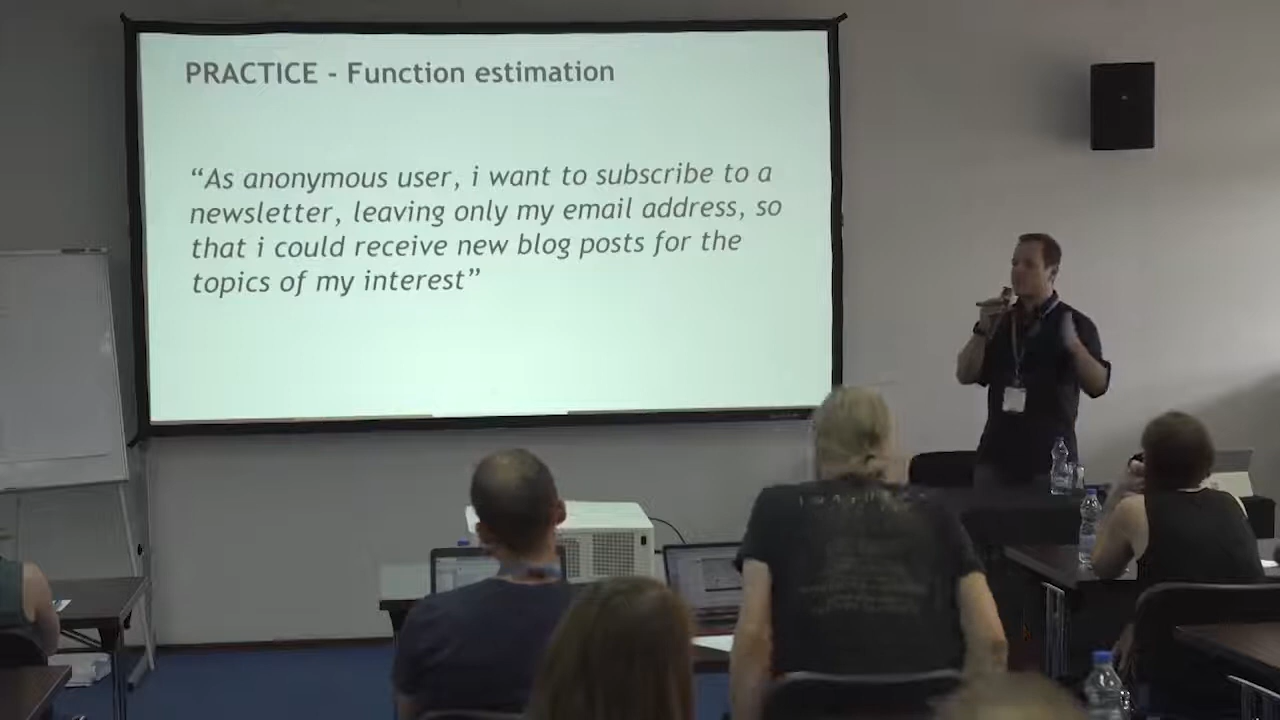 PRACTICE - Function estimation
“As anonymous user, i want to subscribe to a
newsletter, leaving only my email address, so
that i could receive new blog posts for the
topics of my interest”